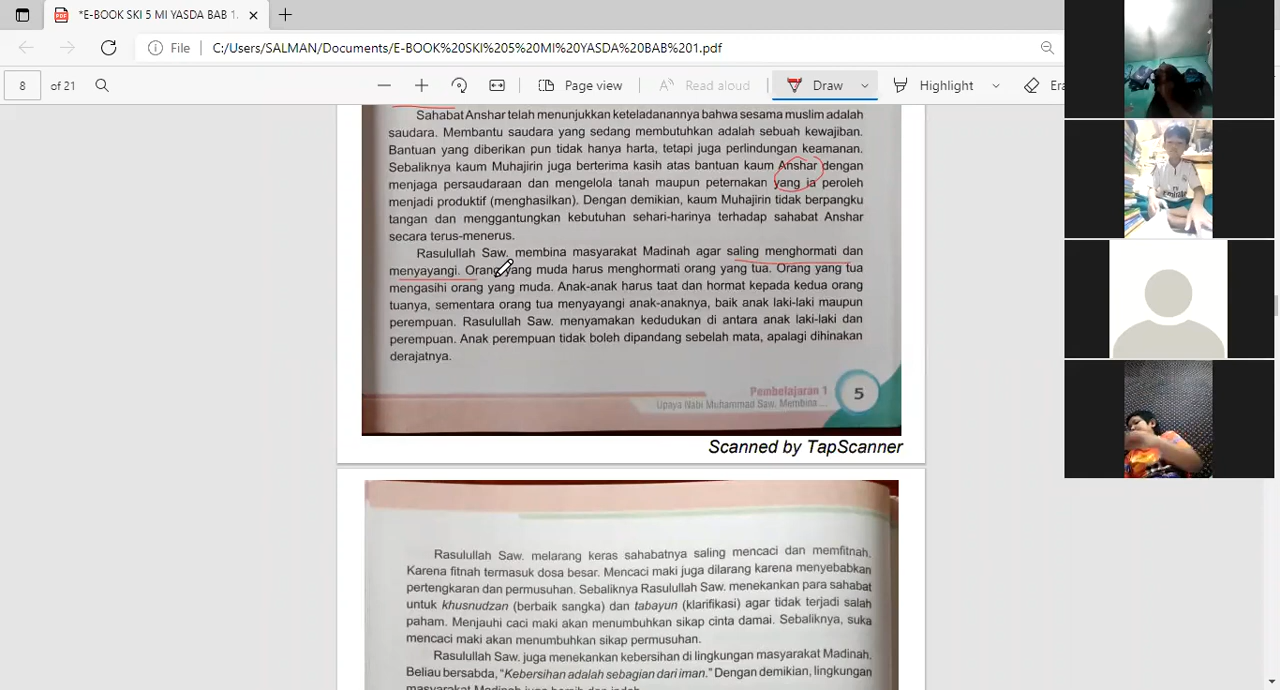 *E-BOOK SKI 5 MI YASDA BAB 1.
File
C:/Users/SALMAN/Documents/E-BOOK%20SKI%205%20MI%20YASDA%20BAB%201.pdf
8 of 21
Page view
Read aloud
Draw
Highlight
Era
Sahabat Anshar telah menunjukkan keteladanannya bahwa sesama muslim adalah
saudara. Membantu saudara yang sedang membutuhkan adalah sebuah kewajiban.
Bantuan yang diberikan pun tidak hanya harta, tetapi juga perlindungan keamanan.
Sebaliknya kaum Muhajirin juga berterima kasih atas bantuan kaum Anshar dengan
menjaga persaudaraan dan mengelola tanah maupun peternakan yang ia peroleh
menjadi produktif (menghasilkan). Dengan demikian, kaum Muhajirin tidak berpangku
tangan dan menggantungkan kebutuhan sehari-harinya terhadap sahabat Anshar
secara terus-menerus.
Rasulullah Saw. membina masyarakat Madinah agar saling menghormati dan
menyayangi. Orang yang muda harus menghormati orang yang tua. Orang yang tua
mengasihi orang yang muda. Anak-anak harus taat dan hormat kepada kedua orang
tuanya, sementara orang tua menyayangi anak-anaknya, baik anak laki-laki maupun
perempuan. Rasulullah Saw. menyamakan kedudukan di antara anak laki-laki dan
perempuan. Anak perempuan tidak boleh dipandang sebelah mata, apalagi dihinakan
derajatnya.
Pembelajaran 1
Upaya Nabi Muhammad Saw. Membina ...
5
Scanned by TapScanner
Rasulullah Saw. melarang keras sahabatnya saling mencaci dan memfitnah.
Karena fitnah termasuk dosa besar. Mencaci maki juga dilarang karena menyebabkan
pertengkaran dan permusuhan. Sebaliknya Rasulullah Saw. menekankan para sahabat
untuk khusnudzan (berbaik sangka) dan tabayun (klarifikasi) agar tidak terjadi salah
paham. Menjauhi caci maki akan menumbuhkan sikap cinta damai. Sebaliknya, suka
mencaci maki akan menumbuhkan sikap permusuhan.
Rasulullah Saw. juga menekankan kebersihan di lingkungan masyarakat Madinah.
Beliau bersabda, "Kebersihan adalah sebagian dari iman." Dengan demikian, lingkungan
masyarakat Madinah juga bersih dan indah.